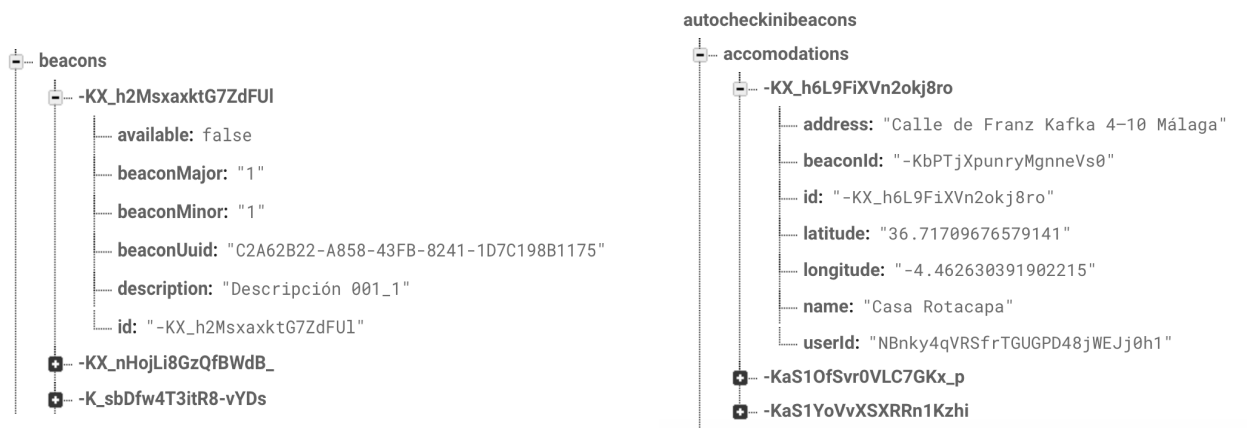 beacons
-KX_h2MsxaxktG7ZdFUl
available: false
beaconMajor: "1"
beaconMinor: "1"
beaconUuid: "C2A62B22-A858-43FB-8241-1D7C198B1175"
description: "Descripción 001_1"
id: "-KX_h2MsxaxktG7ZdFUl"
-KX_nHojLi8GzQfBWdB_
-K_sbDfw4T3itR8-vYDs
autocheckinibeacons
accomodations
-KX_h6L9FiXVn2okj8ro
address: "Calle de Franz Kafka 4–10 Málaga"
beaconId: "-KbPTjXpunryMgnneVs0"
id: "-KX_h6L9FiXVn2okj8ro"
latitude: "36.71709676579141"
longitude: "-4.462630391902215"
name: "Casa Rotacapa"
userId: "NBnky4qVRSfrTGUGPD48jWEJj0h1"
-KaS1OfSvr0VLC7GKx_p
-KaS1YoVvXSXRRn1Kzhi